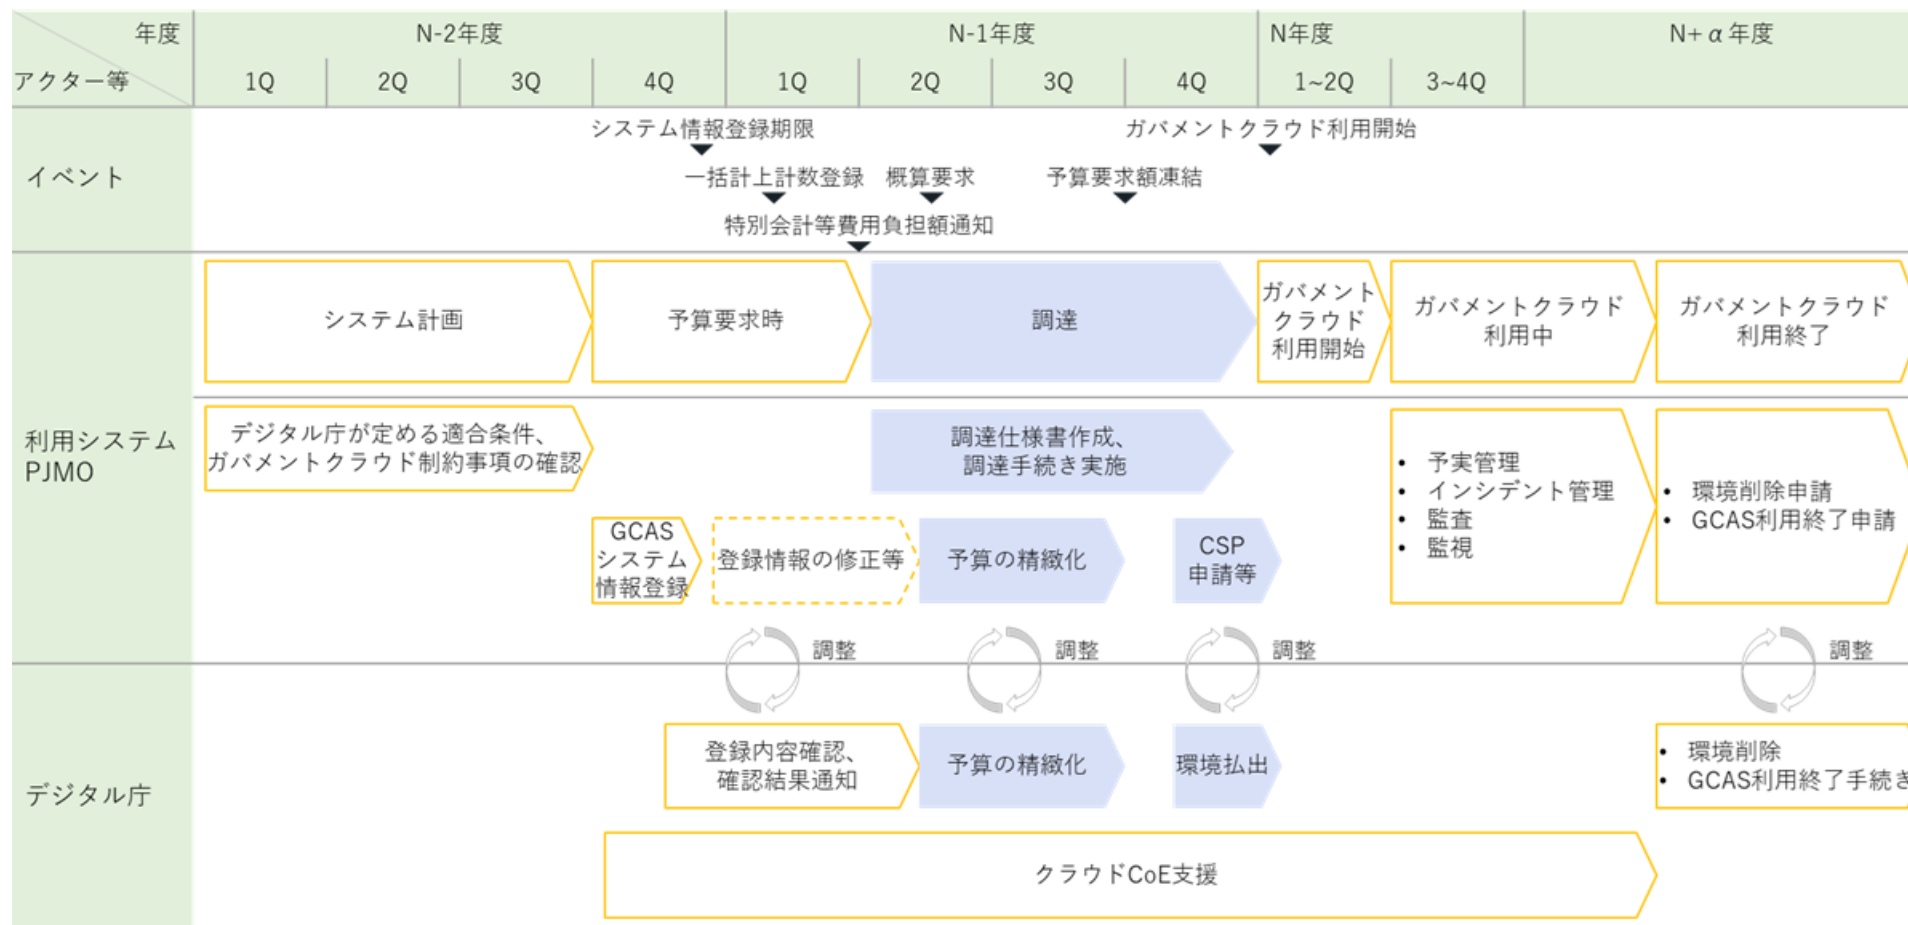 年度
N-2年度
N-1年度
N年度
N+α年度
アクター等
1Q
2Q
3Q
4Q
1Q
2Q
3Q
4Q
1~2Q
3~4Q
イベント
システム情報登録期限
ガバメントクラウド利用開始
一括計上計数登録
概算要求
予算要求額凍結
特別会計等費用負担額通知
利用システム
PJMO
システム計画
予算要求時
調達
ガバメント
クラウド
利用開始
ガバメントクラウド
利用中
ガバメントクラウド
利用終了
デジタル庁が定める適合条件、
ガバメントクラウド制約事項の確認
調達仕様書作成、
調達手続き実施
• 予実管理
• インシデント管理
• 監査
• 監視
• 環境削除申請
• GCAS利用終了申請
GCAS
システム
情報登録
登録情報の修正等
予算の精緻化
CSP
申請等
調整
調整
調整
調整
デジタル庁
登録内容確認、
確認結果通知
予算の精緻化
環境払出
• 環境削除
• GCAS利用終了手続き
クラウドCoE支援